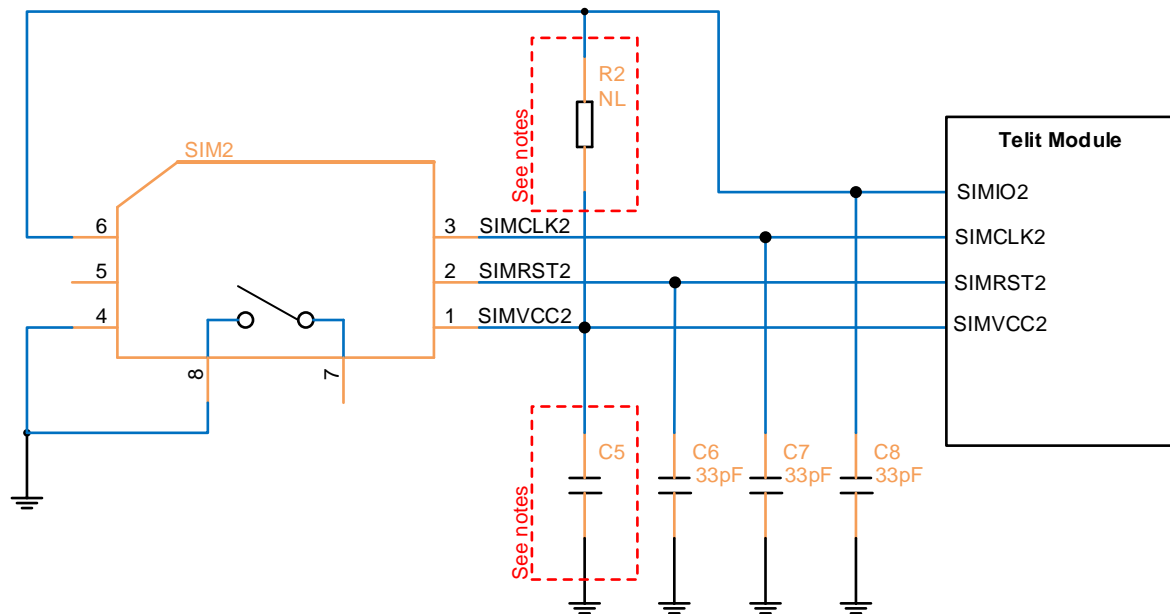 R2
NL
See notes
Telit Module
SIM2
SIMIO2
6
3
SIMCLK2
SIMCLK2
5
2
SIMRST2
SIMRST2
4
1
SIMVCC2
SIMVCC2
8
7
See notes
C5
C6
33pF
C7
33pF
C8
33pF